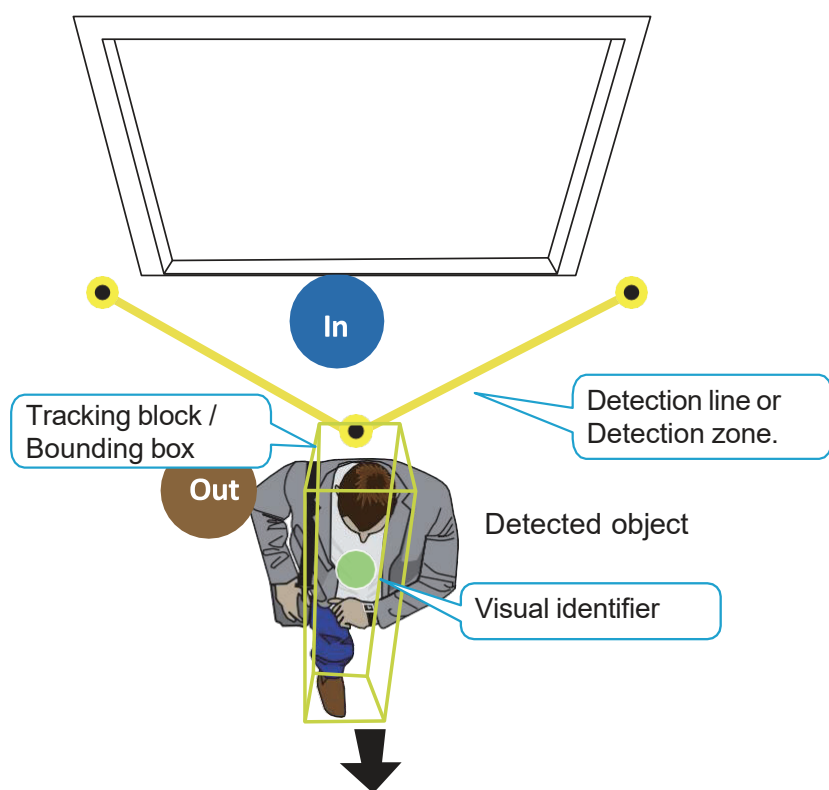 In
Tracking block /
Bounding box
Detection line or
Detection zone.
Out
Detected object
Visual identifier